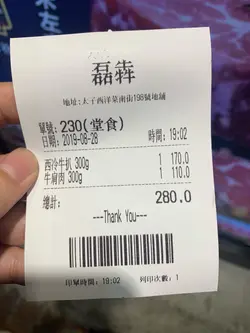 磊犇
地址:太子西洋菜南街198號地舖
單號:230(堂食)
日期: 2019-08-28 時間: 19:02
西冷牛扒 300g 1 170.0
牛肩肉 300g 1 110.0
總計: 280.0
---Thank You---
印單時間: 19:02 列印次數: 1